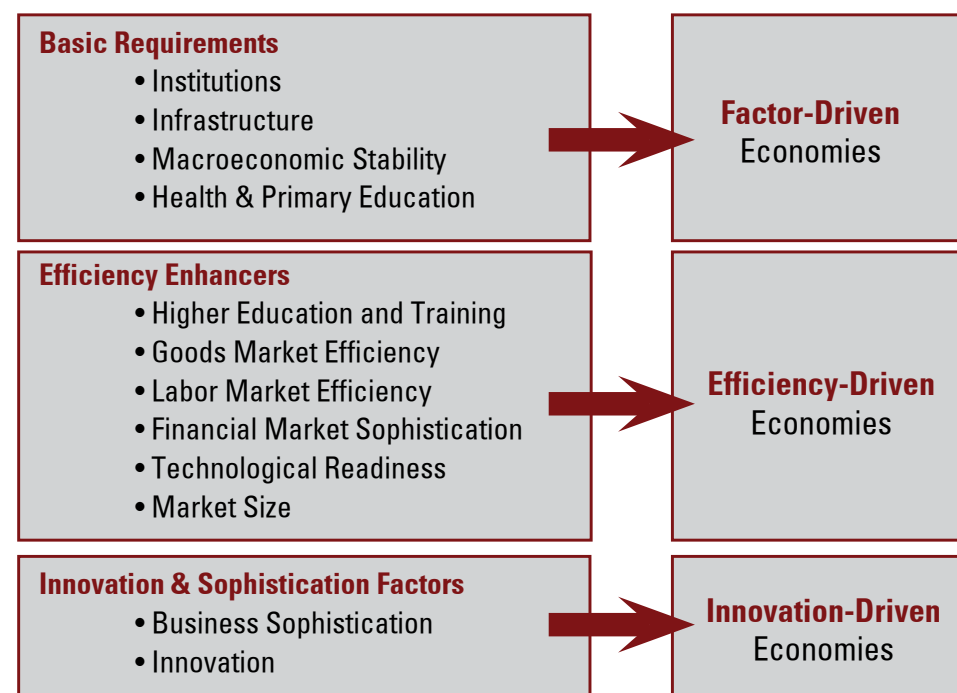 Basic Requirements
• Institutions
• Infrastructure
• Macroeconomic Stability
• Health & Primary Education
Factor-Driven
Economies
Efficiency Enhancers
• Higher Education and Training
• Goods Market Efficiency
• Labor Market Efficiency
• Financial Market Sophistication
• Technological Readiness
• Market Size
Efficiency-Driven
Economies
Innovation & Sophistication Factors
• Business Sophistication
• Innovation
Innovation-Driven
Economies